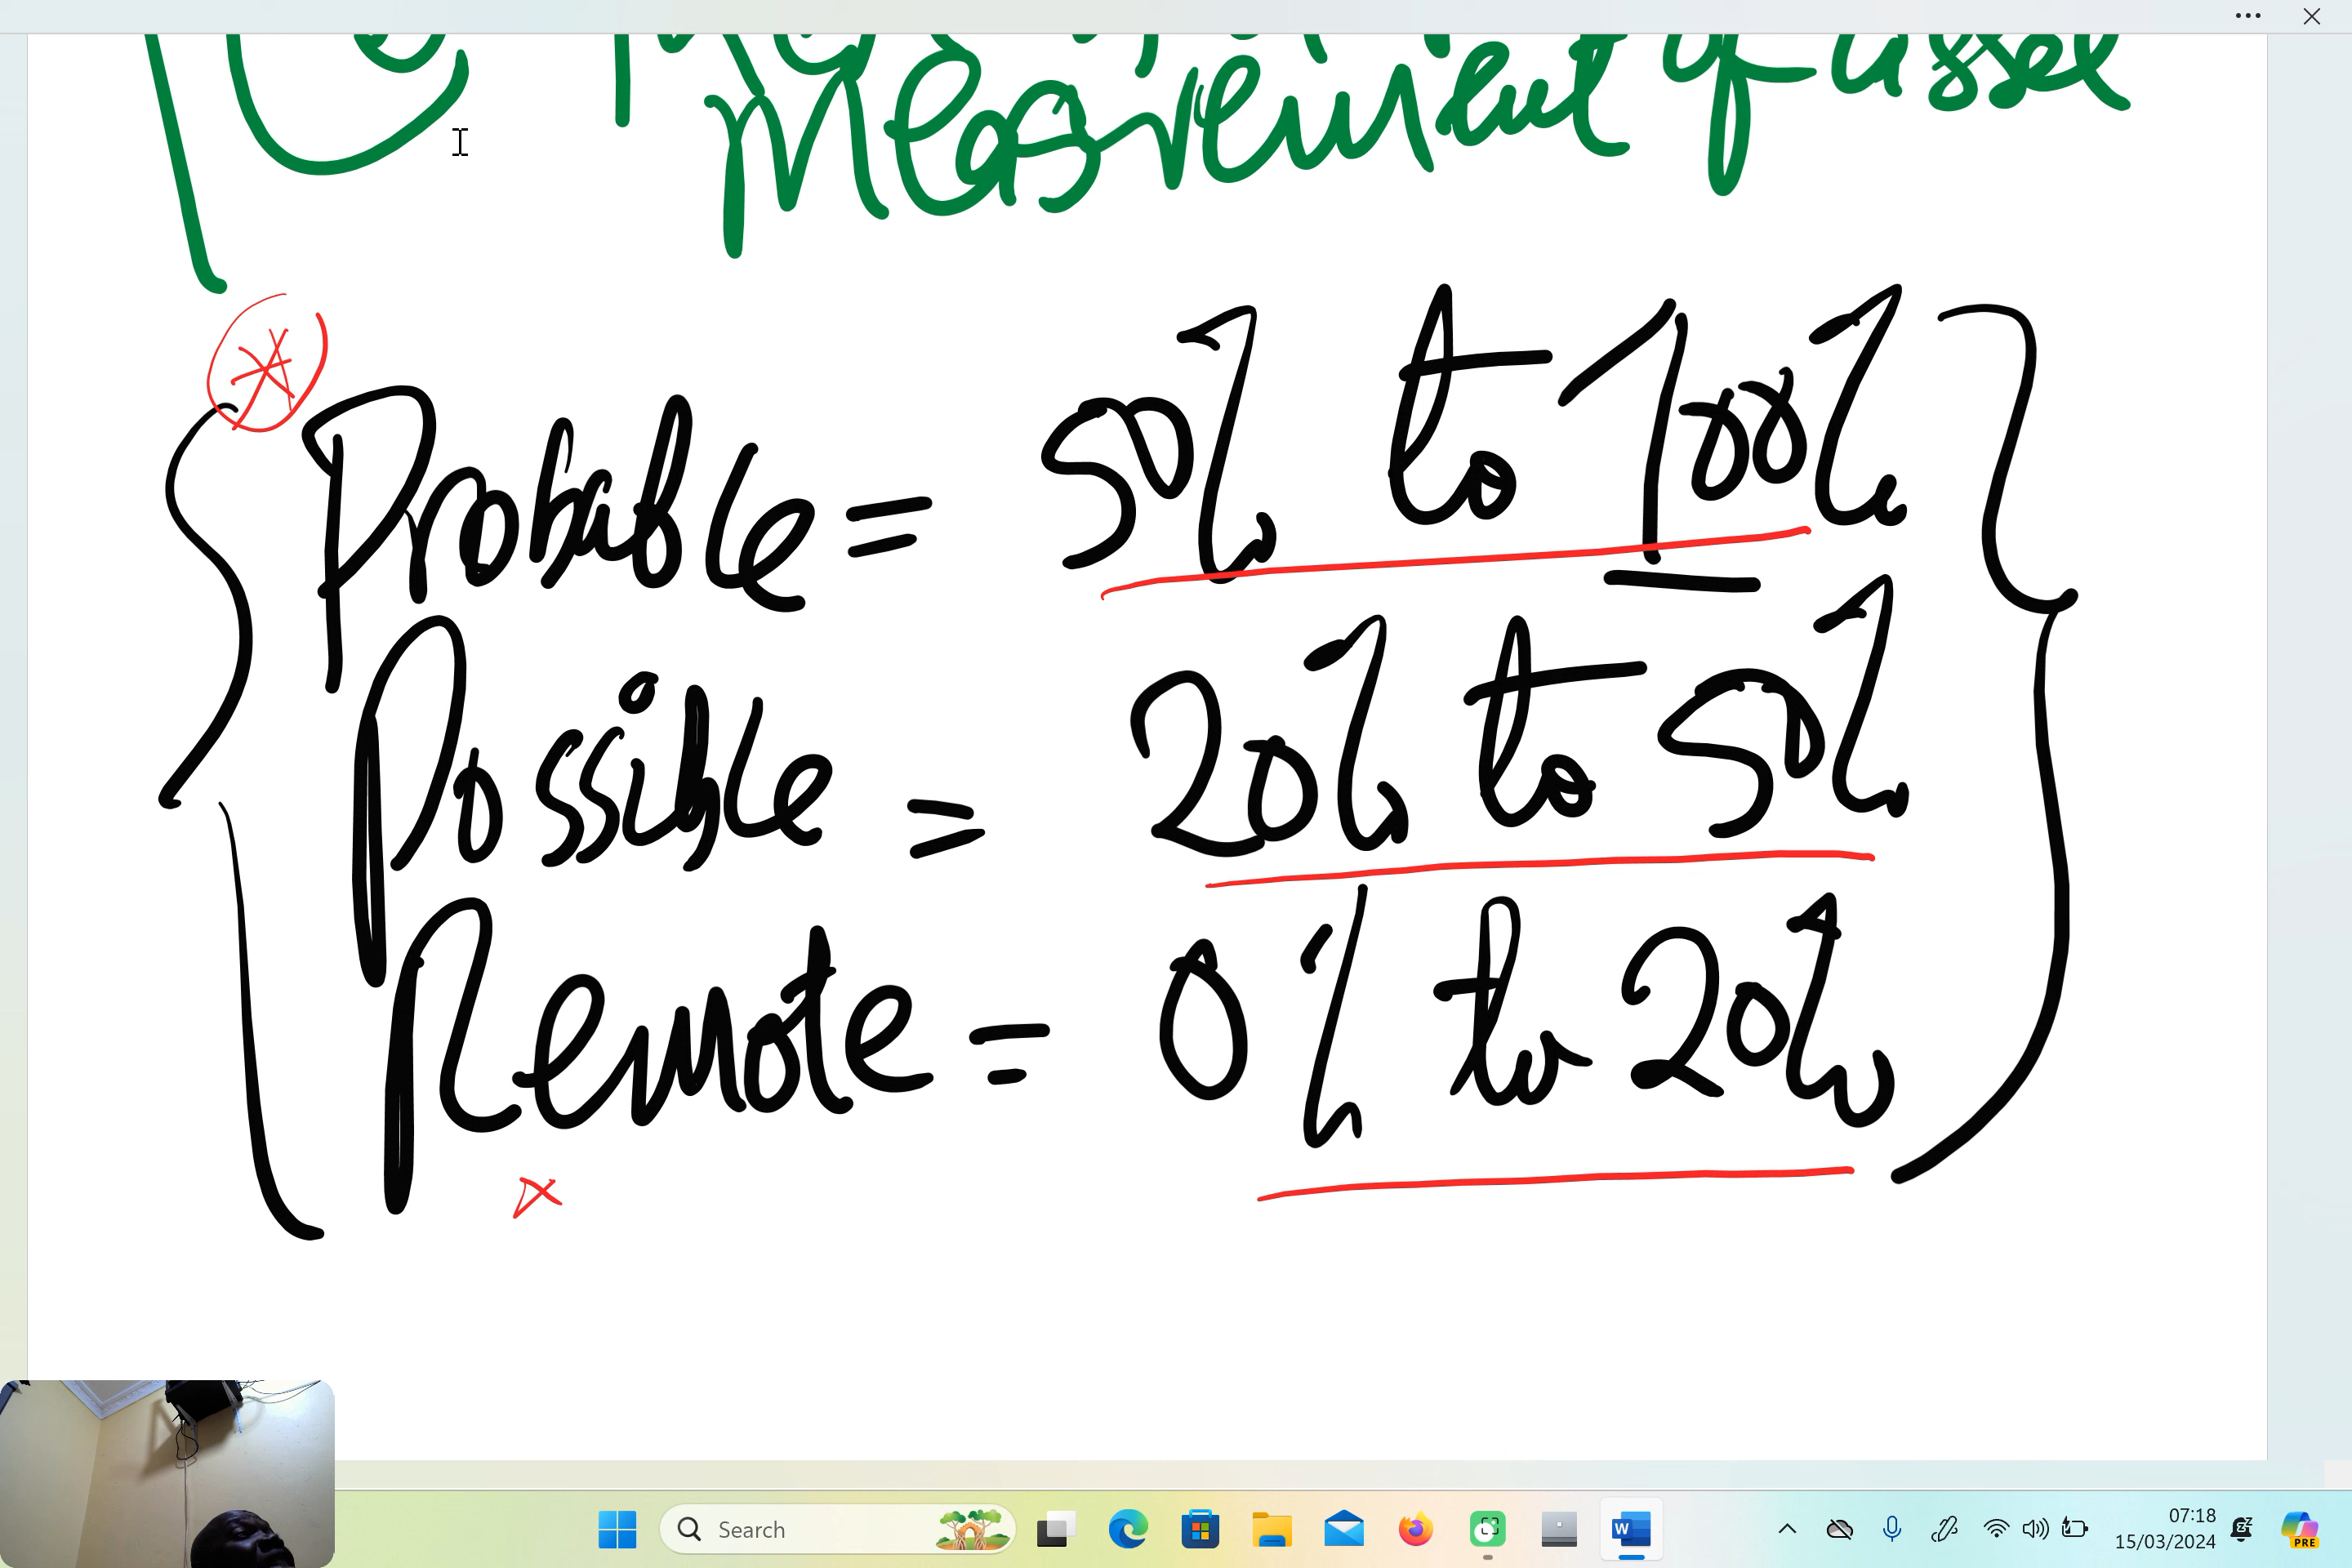 Measurement of asset
Probable = 50% to 100%
Possible = 20% to 50%
Remote = 0% to 20%
Search
W
07:18
15/03/2024
PRE